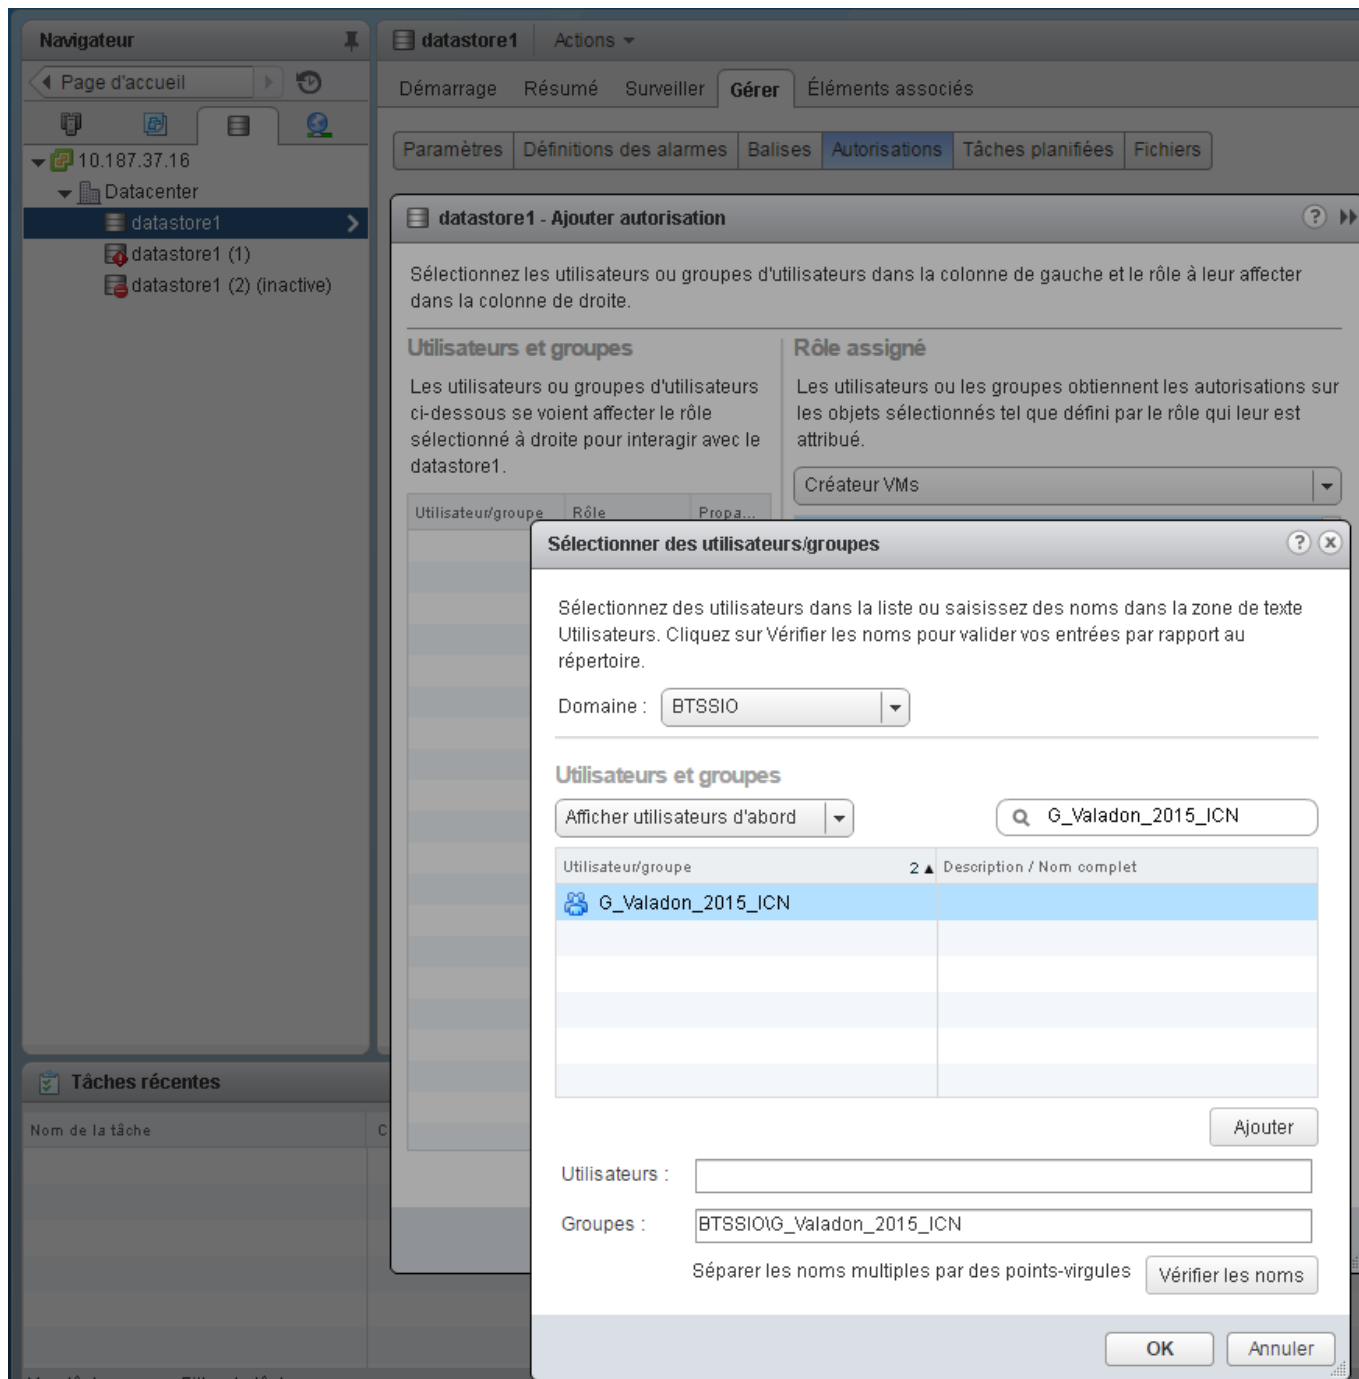 Navigateur
Page d'accueil
10.187.37.16
Datacenter
datastore1
datastore1 (1)
datastore1 (2) (inactive)
datastore1 Actions
Démarrage Résumé Surveiller Gérer Éléments associés
Paramètres Définitions des alarmes Balises Autorisations Tâches planifiées Fichiers
datastore1 - Ajouter autorisation
Sélectionnez les utilisateurs ou groupes d'utilisateurs dans la colonne de gauche et le rôle à leur affecter
dans la colonne de droite.
Utilisateurs et groupes
Les utilisateurs ou groupes d'utilisateurs
ci-dessous se voient affecter le rôle
sélectionné à droite pour interagir avec le
datastore1.
Utilisateur/groupe Rôle Propa...
Rôle assigné
Les utilisateurs ou les groupes obtiennent les autorisations sur
les objets sélectionnés tel que défini par le rôle qui leur est
attribué.
Créateur VMs
Sélectionner des utilisateurs/groupes
Sélectionnez des utilisateurs dans la liste ou saisissez des noms dans la zone de texte
Utilisateurs. Cliquez sur Vérifier les noms pour valider vos entrées par rapport au
répertoire.
Domaine : BTSSIO
Utilisateurs et groupes
Afficher utilisateurs d'abord G_Valadon_2015_ICN
Utilisateur/groupe 2 ▲ Description / Nom complet
G_Valadon_2015_ICN
Ajouter
Utilisateurs :
Groupes : BTSSIO\G_Valadon_2015_ICN
Séparer les noms multiples par des points-virgules Vérifier les noms
OK Annuler
Tâches récentes
Nom de la tâche C